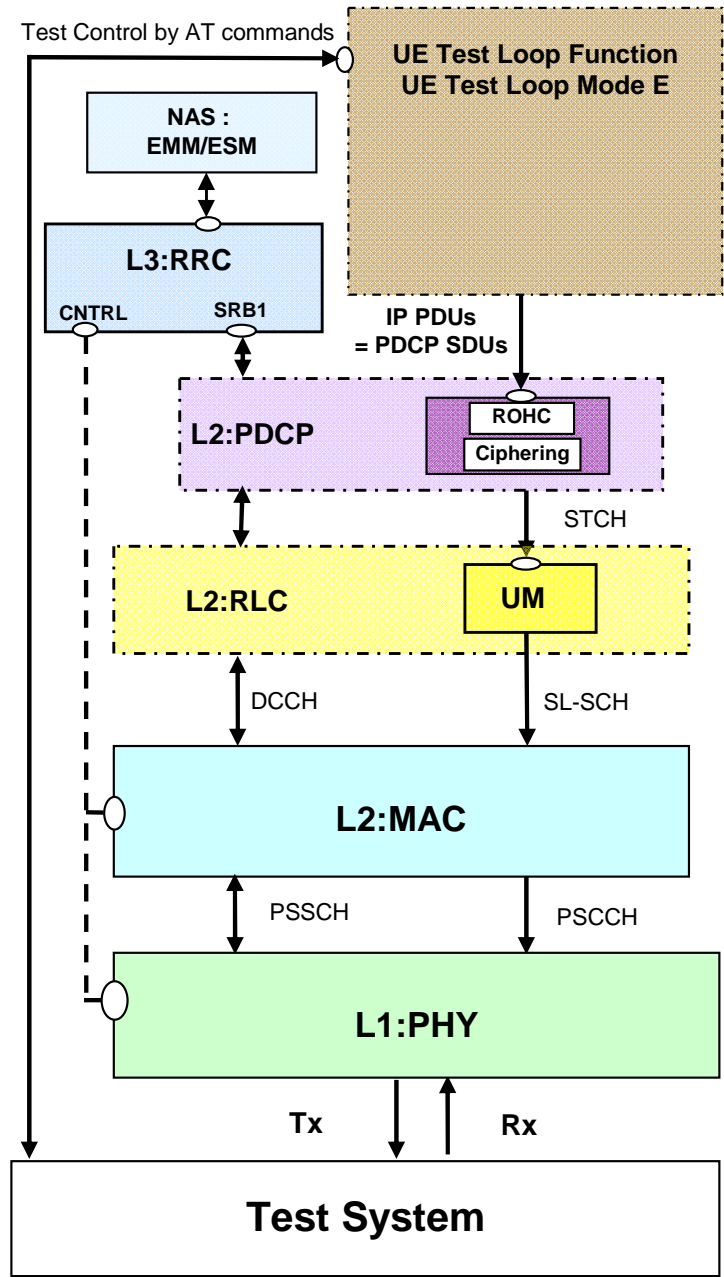 Test Control by AT commands
UE Test Loop Function
UE Test Loop Mode E
NAS :
EMM/ESM
L3:RRC
CNTRL
SRB1
IP PDUs
= PDCP SDUs
L2:PDCP
ROHC
Ciphering
STCH
L2:RLC
UM
DCCH
SL-SCH
L2:MAC
PSSCH
PSCCH
L1:PHY
Tx
Rx
Test System